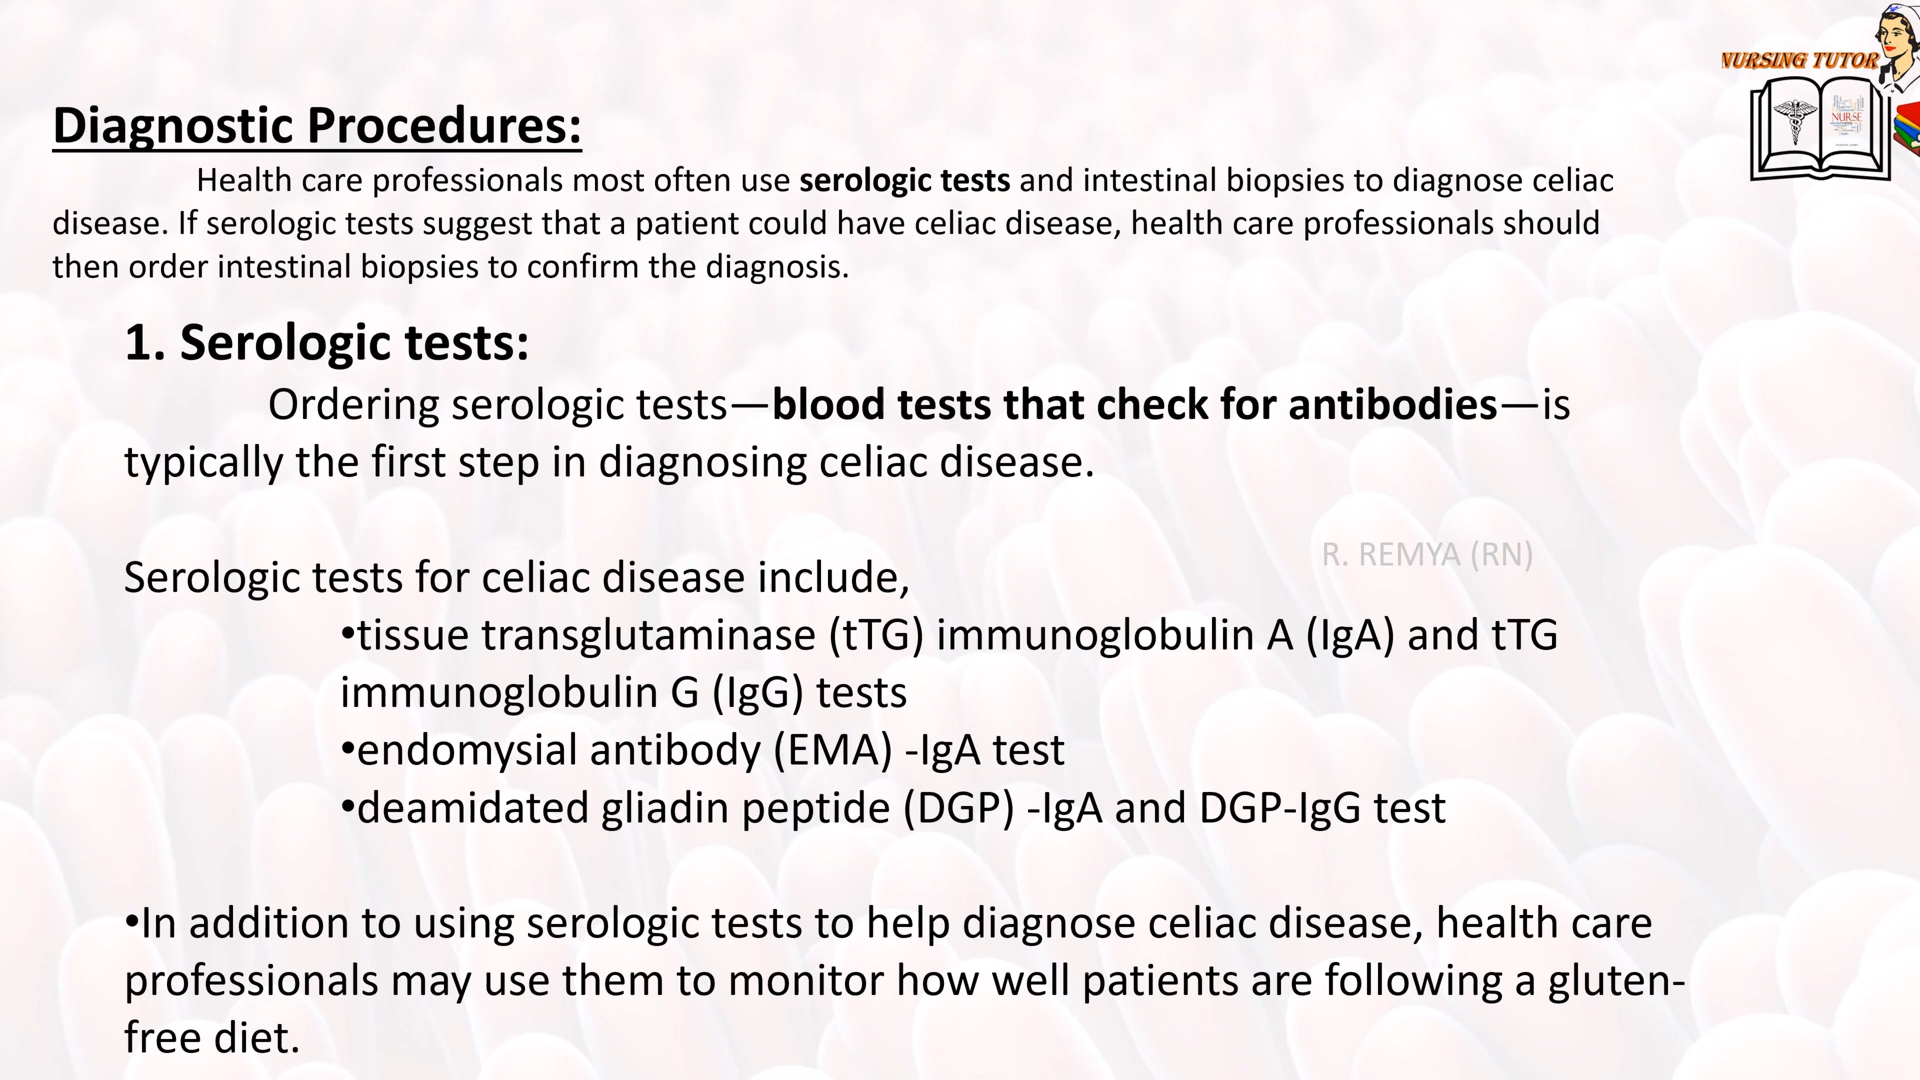 NURSING TUTOR
NURSE
Diagnostic Procedures:
Health care professionals most often use serologic tests and intestinal biopsies to diagnose celiac
disease. If serologic tests suggest that a patient could have celiac disease, health care professionals should
then order intestinal biopsies to confirm the diagnosis.
1. Serologic tests:
Ordering serologic tests—blood tests that check for antibodies—is
typically the first step in diagnosing celiac disease.
R. REMYA (RN)
Serologic tests for celiac disease include,
•tissue transglutaminase (tTG) immunoglobulin A (IgA) and tTG
immunoglobulin G (IgG) tests
•endomysial antibody (EMA) -IgA test
•deamidated gliadin peptide (DGP) -IgA and DGP-IgG test
•In addition to using serologic tests to help diagnose celiac disease, health care
professionals may use them to monitor how well patients are following a gluten-
free diet.